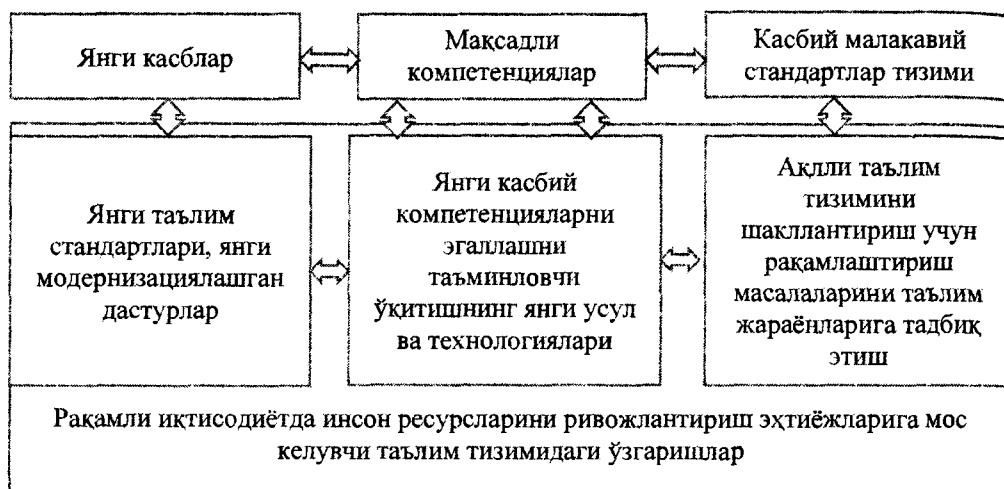 Янги касблар
Мақсадли
компетенциялар
Касбий малакавий
стандартлар тизими
Янги таълим
стандартлари, янги
модернизациялашган
дастурлар
Янги касбий
компетенцияларни
эгаллашни
таъминловчи
ўқитишнинг янги усул
ва технологиялари
Ақлли таълим
тизимини
шакллантириш учун
рақамлаштириш
масалаларини таълим
жараёнларига тадбиқ
этиш
Рақамли иқтисодиётда инсон ресурсларини ривожлантириш эҳтиёжларига мос
келувчи таълим тизимидаги ўзгаришлар